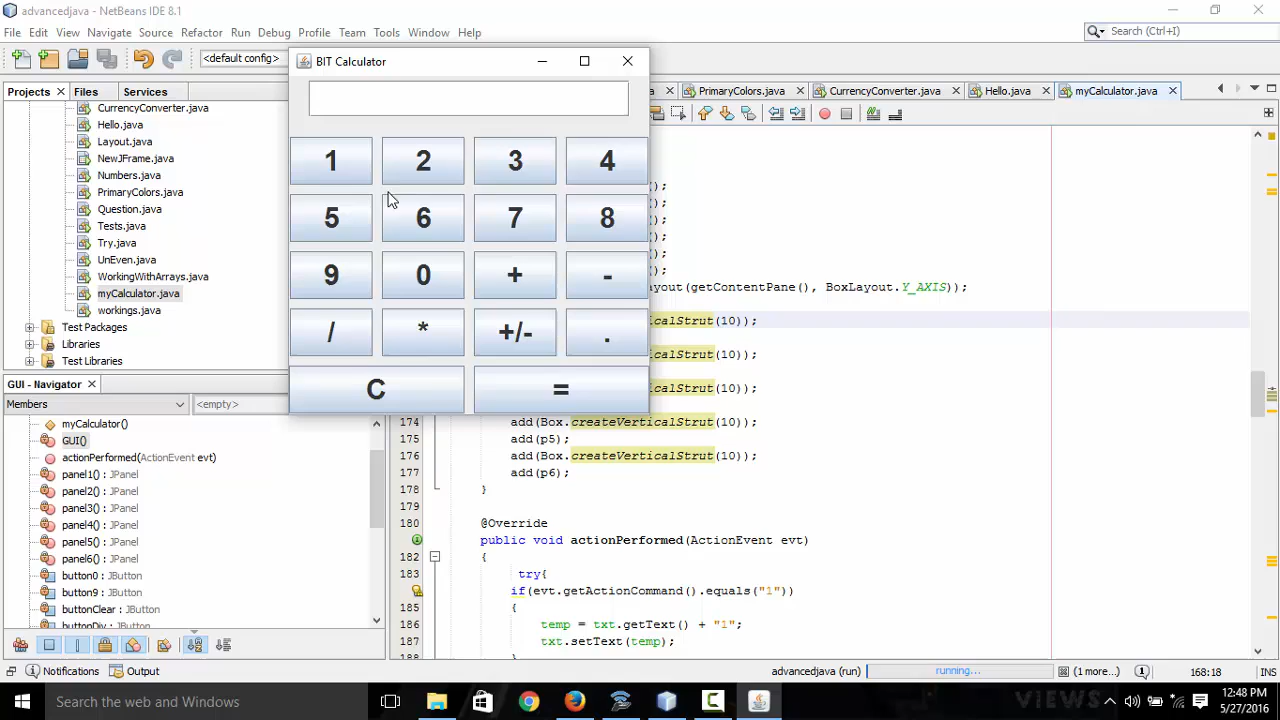 advancedjava - NetBeans IDE 8.1
File Edit View Navigate Source Refactor Run Debug Profile Team Tools Window Help
Search (Ctrl+I)
<default config>
BIT Calculator
1 2 3 4
5 6 7 8
9 0 + -
/ * +/- .
C =
Projects Files Services
CurrencyConverter.java
Hello.java
Layout.java
NewJFrame.java
Numbers.java
PrimaryColors.java
Question.java
Tests.java
Try.java
UnEven.java
WorkingWithArrays.java
myCalculator.java
workings.java
Test Packages
Libraries
Test Libraries
GUI - Navigator
Members <empty>
myCalculator()
GUI()
actionPerformed(ActionEvent evt)
panel1() : JPanel
panel2() : JPanel
panel3() : JPanel
panel4() : JPanel
panel5() : JPanel
panel6() : JPanel
button0 : JButton
button9 : JButton
buttonClear : JButton
buttonDiv : JButton
PrimaryColors.java CurrencyConverter.java Hello.java myCalculator.java
);
);
);
);
);
);
ayout(getContentPane(), BoxLayout.Y_AXIS));
icalStrut(10));
icalStrut(10));
icalStrut(10));
174 add(Box.createVerticalStrut(10));
175 add(p5);
176 add(Box.createVerticalStrut(10));
177 add(p6);
178 }
179
180 @Override
public void actionPerformed(ActionEvent evt)
182 {
183 try{
if(evt.getActionCommand().equals("1"))
185 {
186 temp = txt.getText() + "1";
187 txt.setText(temp);
188 }
Notifications Output
advancedjava (run) running... (1 more...) 1 168:18
Search the web and Windows
VIEWS
12:48 PM
5/27/2016